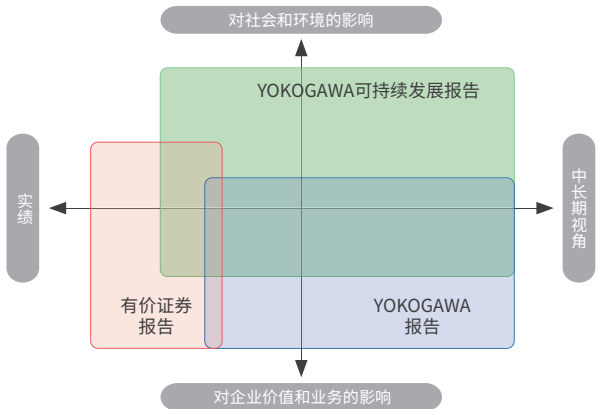 对社会和环境的影响
YOKOGAWA可持续发展报告
实绩
中长期视角
有价证券
报告
YOKOGAWA
报告
对企业价值和业务的影响